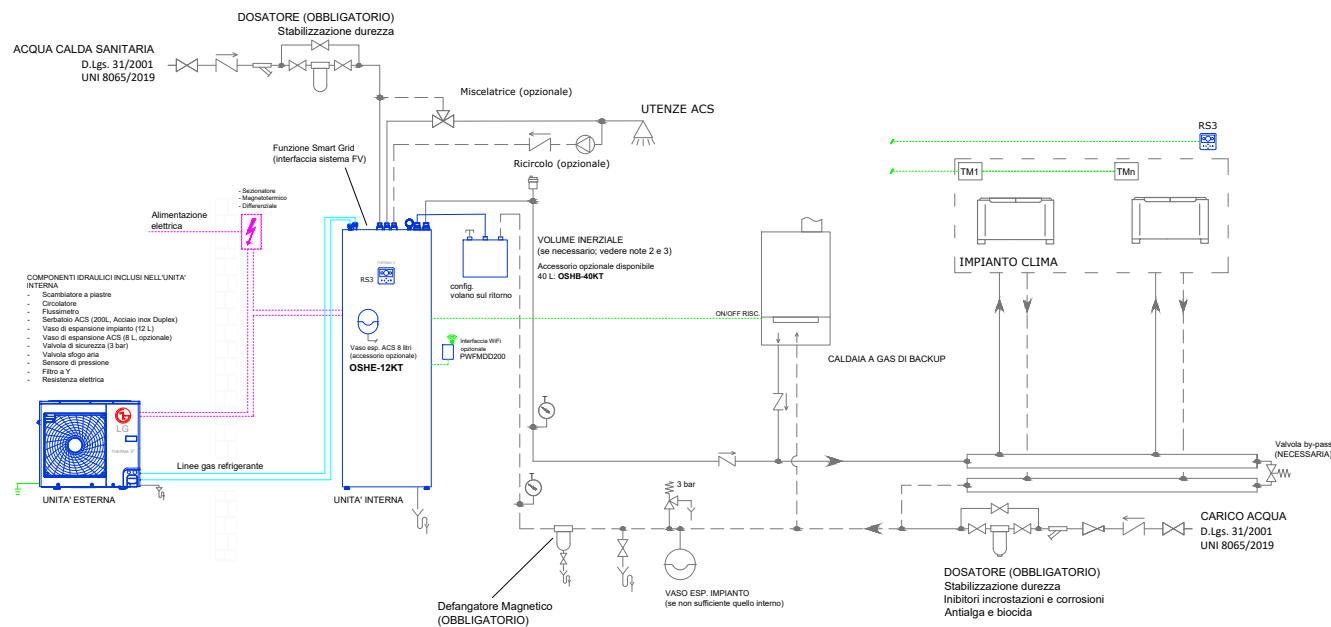 DOSATORE (OBBLIGATORIO)
Stabilizzazione durezza
ACQUA CALDA SANITARIA
D.Lgs. 31/2001
UNI 8065/2019
Miscelatrice (opzionale)
UTENZE ACS
Ricircolo (opzionale)
Funzione Smart Grid
(interfaccia sistema FV)
- Sezionatore
- Magnetotermico
- Differenziale
Alimentazione
elettrica
RS3
TM1
TMn
IMPIANTO CLIMA
VOLUME INERZIALE
(se necessario; vedere note 2 e 3)
Accessorio opzionale disponibile
40 L: OSHB-40KT
config.
volano sul ritorno
RS3
COMPONENTI IDRAULICI INCLUSI NELL'UNITA'
INTERNA
- Scambiatore a piastre
- Circolatore
- Flussimetro
- Serbatoio ACS (200L, Acciaio inox Duplex)
- Vaso di espansione impianto (12 L)
- Vaso di espansione ACS (8 L, opzionale)
- Valvola di sicurezza (3 bar)
- Valvola sfogo aria
- Sensore di pressione
- Filtro a Y
- Resistenza elettrica
Vaso esp. ACS 8 litri
(accessorio opzionale)
OSHE-12KT
Interfaccia WiFi
opzionale
PWFMDD200
ON/OFF RISC.
CALDAIA A GAS DI BACKUP
LG
THERMA V
Linee gas refrigerante
UNITA' ESTERNA
UNITA' INTERNA
Valvola by-pass
(NECESSARIA)
3 bar
CARICO ACQUA
D.Lgs. 31/2001
UNI 8065/2019
VASO ESP. IMPIANTO
(se non sufficiente quello interno)
Defangatore Magnetico
(OBBLIGATORIO)
DOSATORE (OBBLIGATORIO)
Stabilizzazione durezza
Inibitori incrostazioni e corrosioni
Antialga e biocida